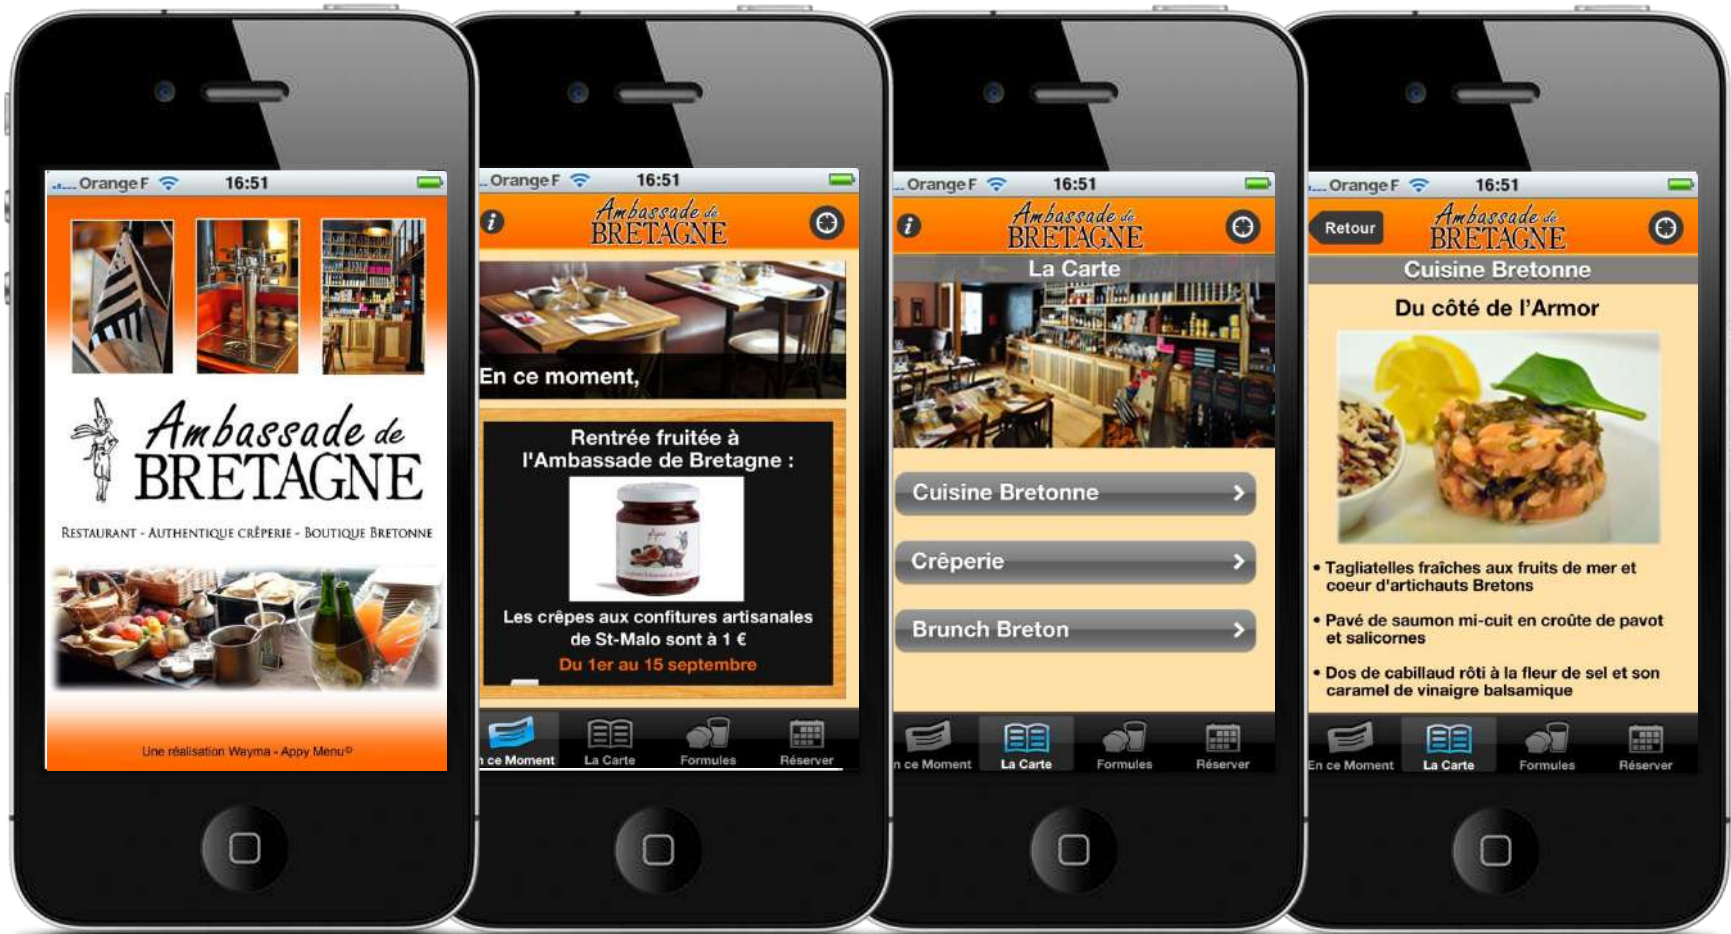 Orange F 16:51
Ambassade de
BRETAGNE
RESTAURANT - AUTHENTIQUE CRÊPERIE - BOUTIQUE BRETONNE
Une réalisation Wayma - Appy Menu©
Orange F 16:51
i
Ambassade de
BRETAGNE
En ce moment,
Rentrée fruitée à
l'Ambassade de Bretagne :
Les crêpes aux confitures artisanales
de St-Malo sont à 1 €
Du 1er au 15 septembre
n ce Moment La Carte Formules Réserver
Orange F 16:51
i
Ambassade de
BRETAGNE
La Carte
Cuisine Bretonne
Crêperie
Brunch Breton
n ce Moment La Carte Formules Réserver
Orange F 16:51
Retour
Ambassade de
BRETAGNE
Cuisine Bretonne
Du côté de l'Armor
• Tagliatelles fraîches aux fruits de mer et
coeur d'artichauts Bretons
• Pavé de saumon mi-cuit en croûte de pavot
et salicornes
• Dos de cabillaud rôti à la fleur de sel et son
caramel de vinaigre balsamique
En ce Moment La Carte Formules Réserver